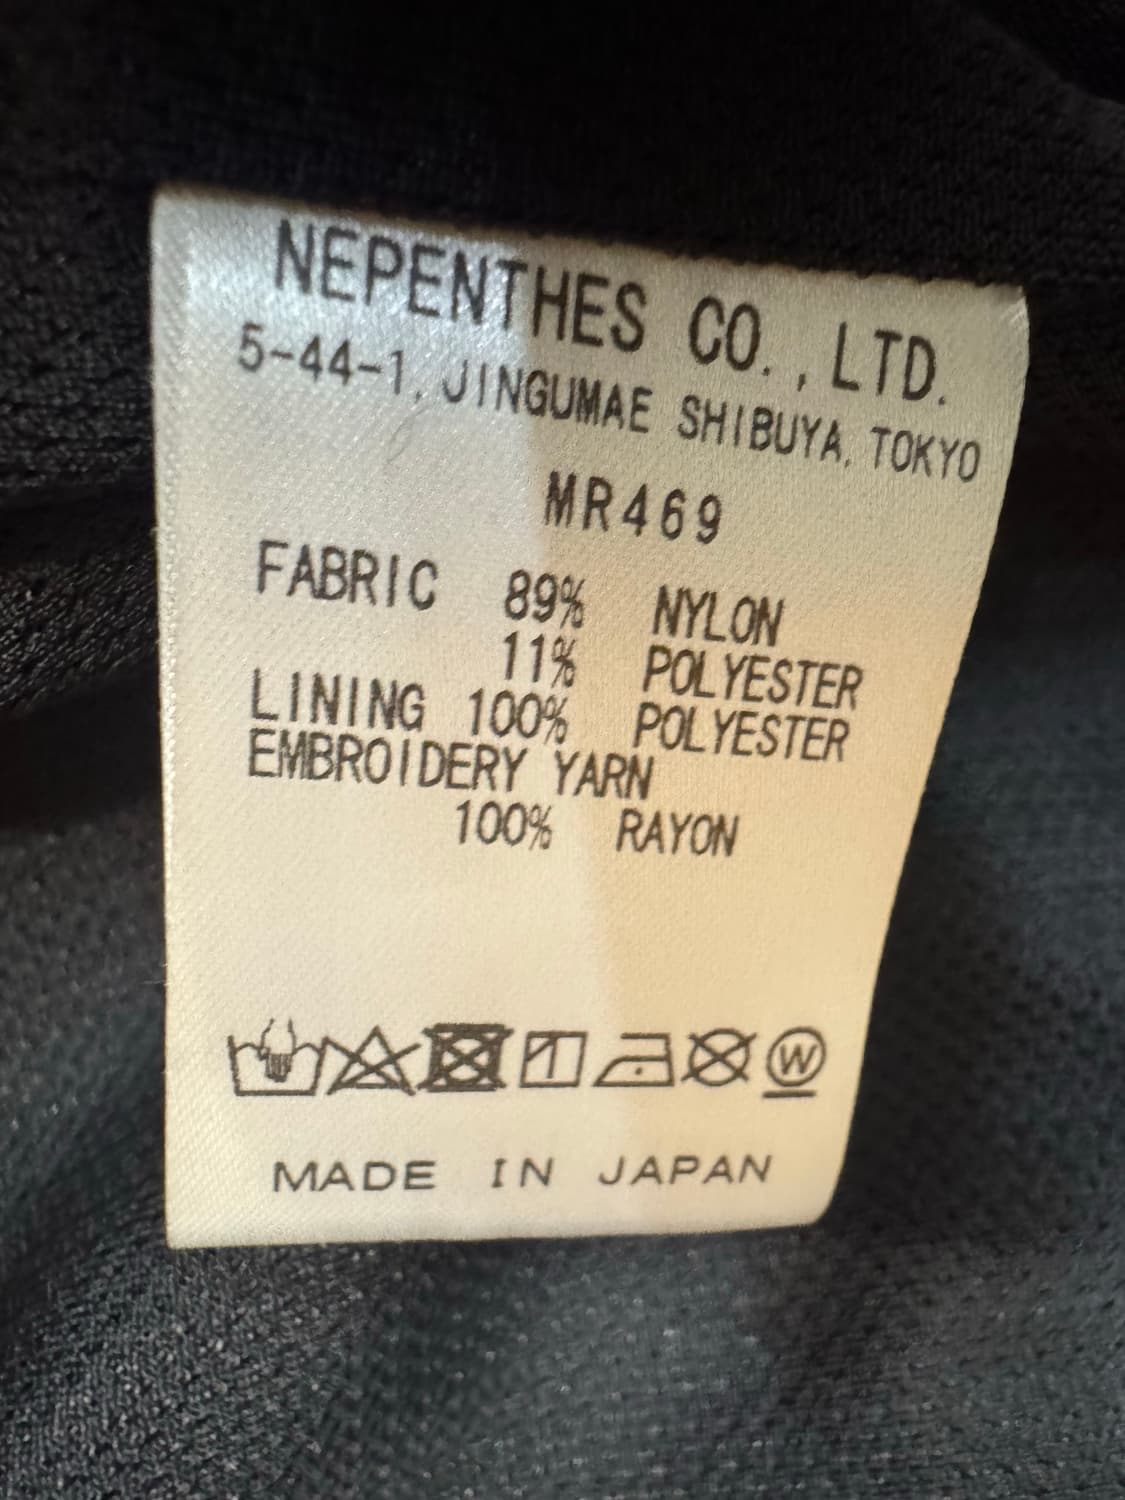 NEPENTHES CO., LTD.
5-44-1, JINGUMAE SHIBUYA, TOKYO
MR469
FABRIC 89% NYLON
11% POLYESTER
LINING 100% POLYESTER
EMBROIDERY YARN
100% RAYON
W
MADE IN JAPAN